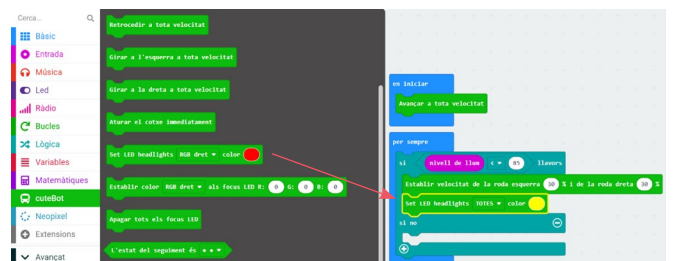 Cerca...
Bàsic
Entrada
Música
Led
Ràdio
Bucles
Lògica
Variables
Matemàtiques
cuteBot
Neopixel
Extensions
Avançat
Retrocedir a tota velocitat
Girar a l'esquerra a tota velocitat
Girar a la dreta a tota velocitat
Aturar el cotxe immediatament
Set LED headlights RGB dret color
Establir color RGB dret als focus LED R: 0 G: 0 B: 0
Apagar tots els focus LED
L'estat del seguiment és
en iniciar
Avançar a tota velocitat
per sempre
si nivell de llum < 85 llavors
Establir velocitat de la roda esquerra 30 % i de la roda dreta 30 %
Set LED headlights TOTES color
si no